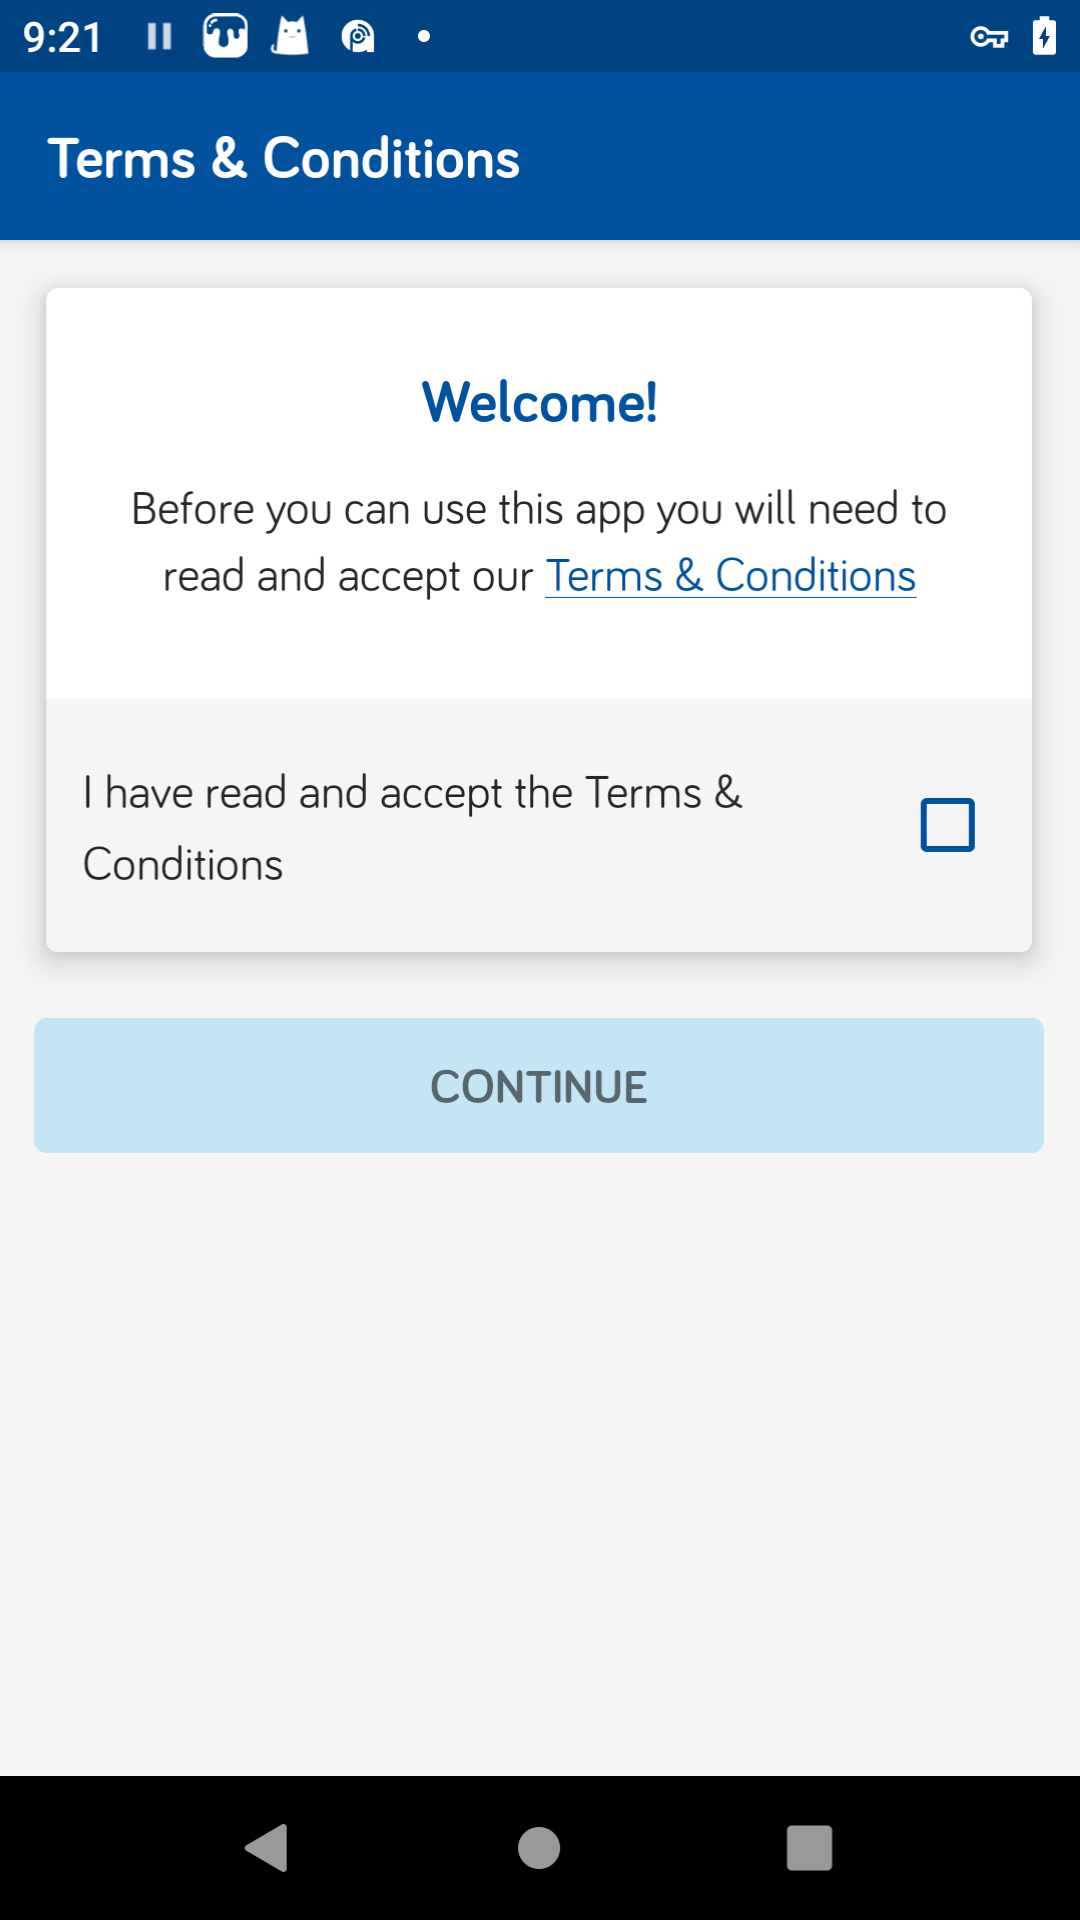 9:21
Terms & Conditions
Welcome!
Before you can use this app you will need to
read and accept our Terms & Conditions
I have read and accept the Terms &
Conditions
CONTINUE